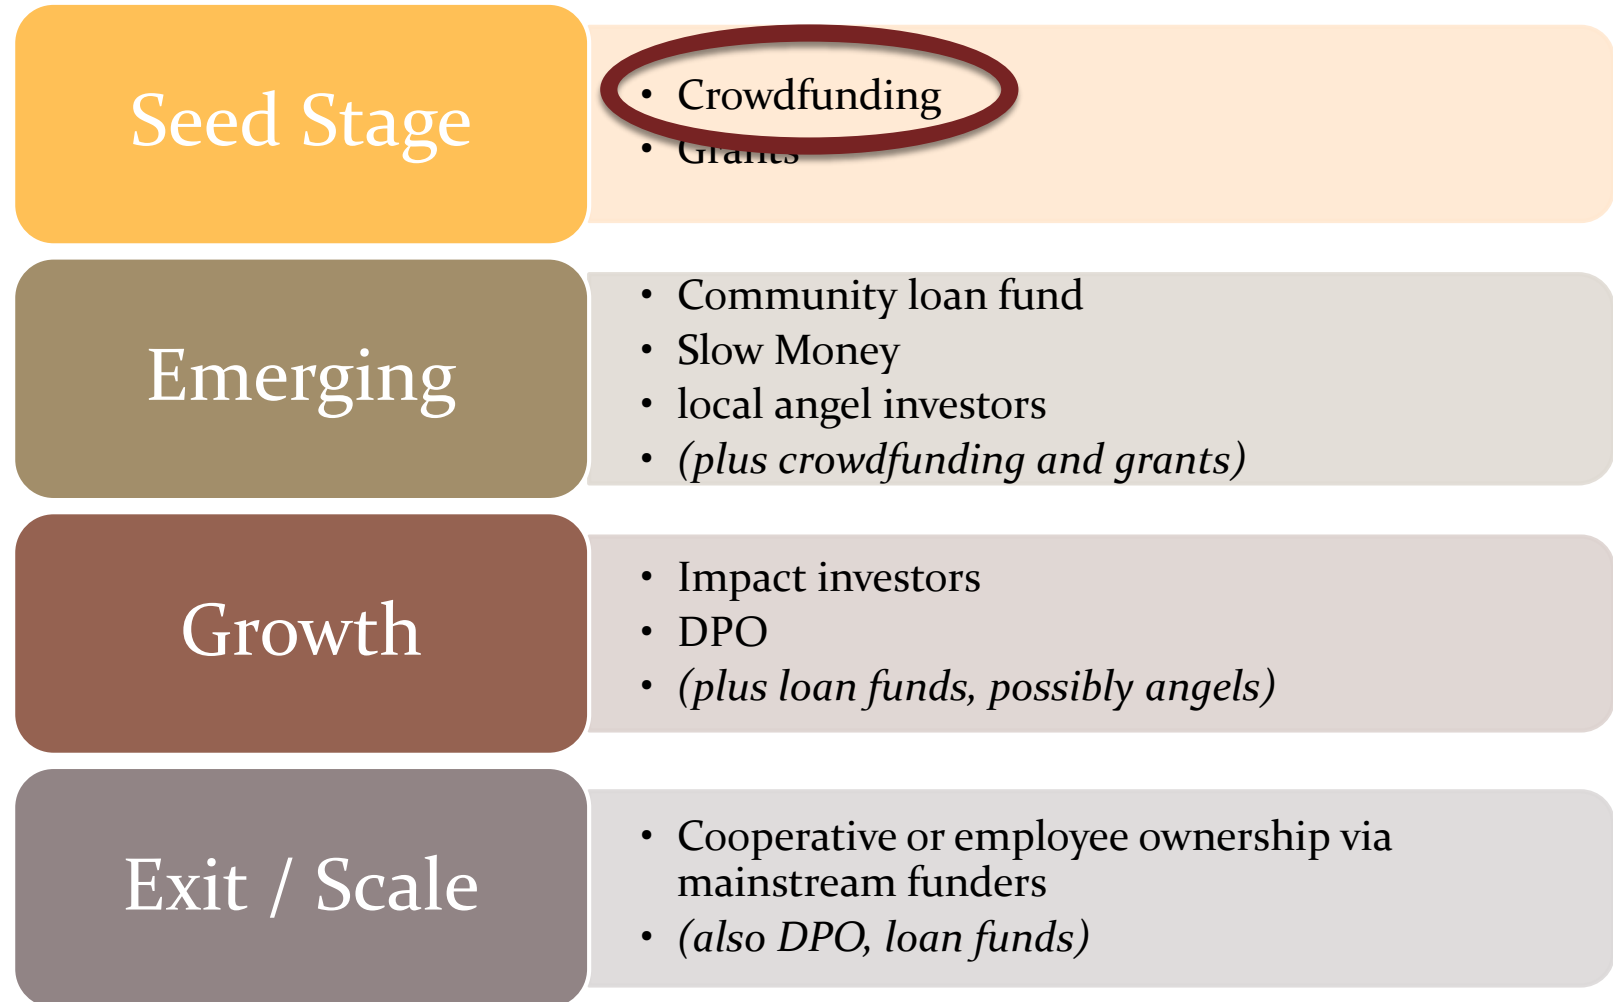 Seed Stage
• Crowdfunding
• Grants
Emerging
• Community loan fund
• Slow Money
• local angel investors
• (plus crowdfunding and grants)
Growth
• Impact investors
• DPO
• (plus loan funds, possibly angels)
Exit / Scale
• Cooperative or employee ownership via
mainstream funders
• (also DPO, loan funds)